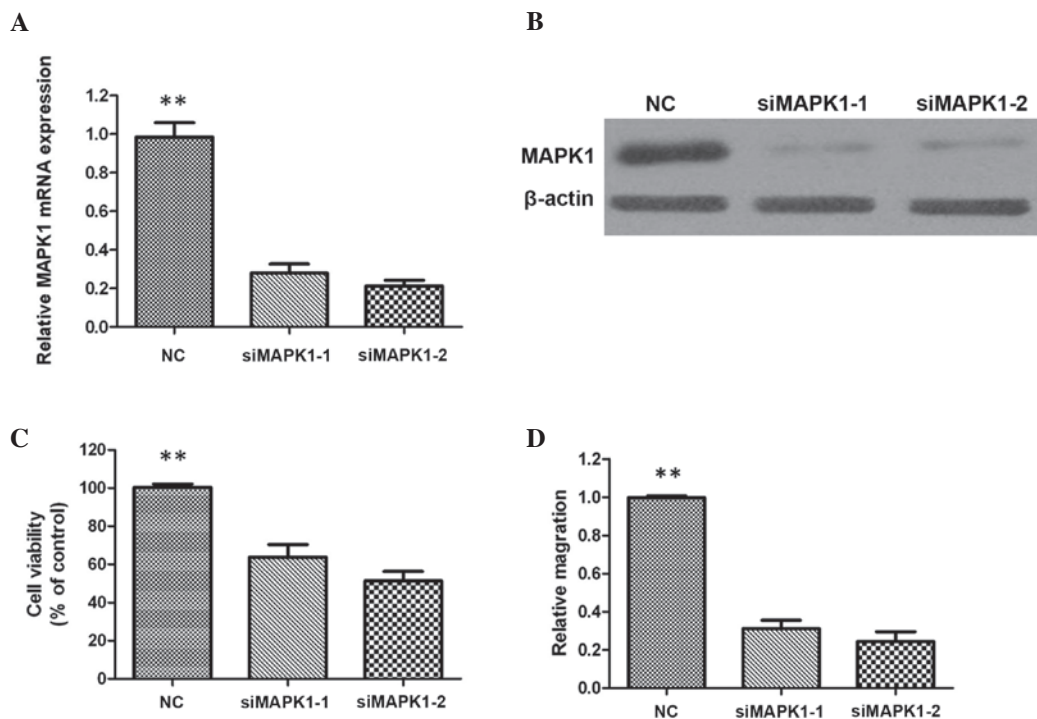 A
Relative MAPK1 mRNA expression
1.2
1.0
0.8
0.6
0.4
0.2
0.0
**
NC siMAPK1-1 siMAPK1-2
B
NC siMAPK1-1 siMAPK1-2
MAPK1
β-actin
C
Cell viability
(% of control)
120
100
80
60
40
20
0
**
NC siMAPK1-1 siMAPK1-2
D
Relative magration
1.2
1.0
0.8
0.6
0.4
0.2
0.0
**
NC siMAPK1-1 siMAPK1-2